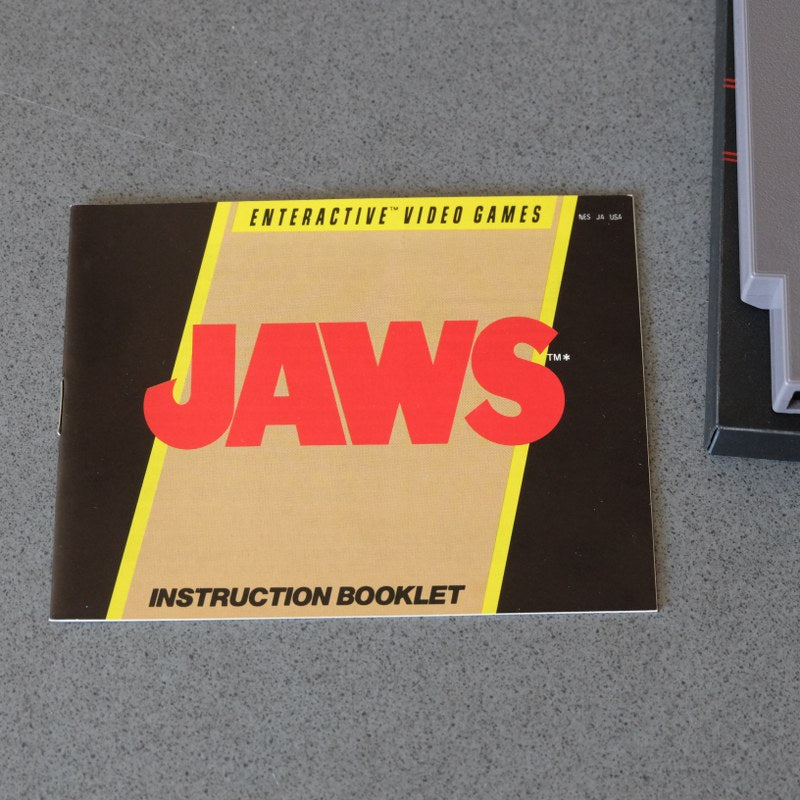 ENTERACTIVE™ VIDEO GAMES
NES JA USA
JAWS™*
INSTRUCTION BOOKLET